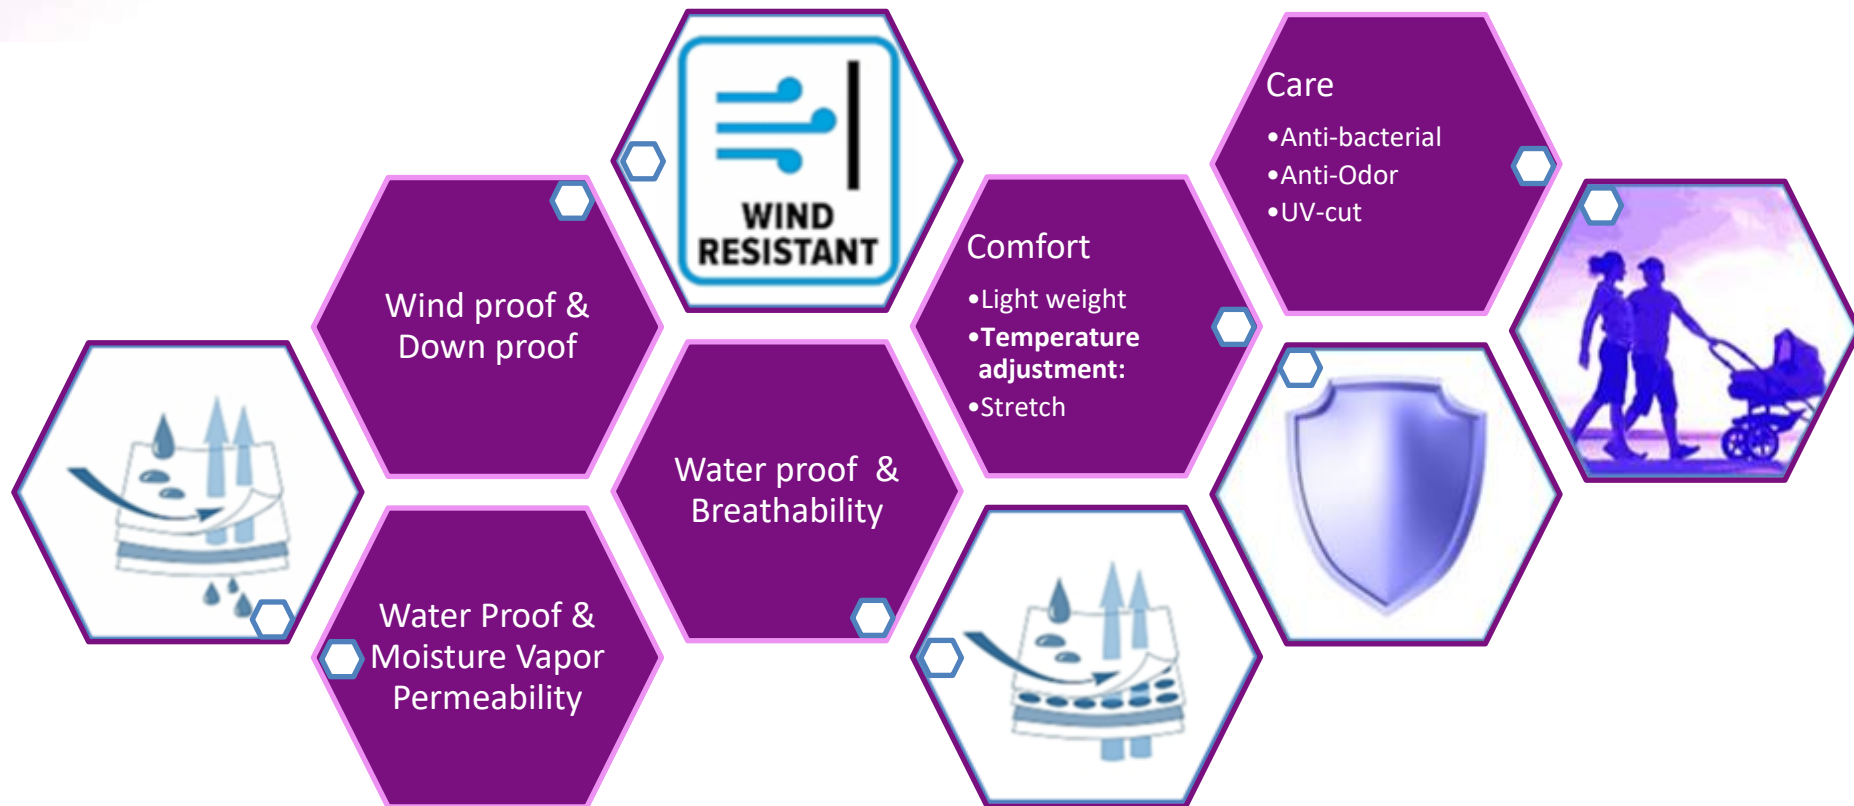 WIND
RESISTANT
Care
•Anti-bacterial
•Anti-Odor
•UV-cut
Wind proof &
Down proof
Comfort
•Light weight
•Temperature
adjustment:
•Stretch
Water proof  &
Breathability
Water Proof &
Moisture Vapor
Permeability